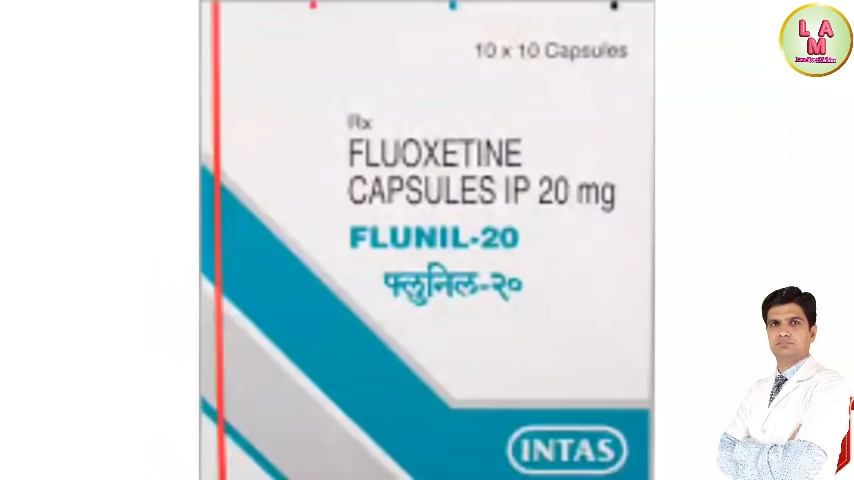 10 x 10 Capsules
L A
M
Rx
FLUOXETINE
CAPSULES IP 20 mg
FLUNIL-20
फ्लुनिल-२०
INTAS